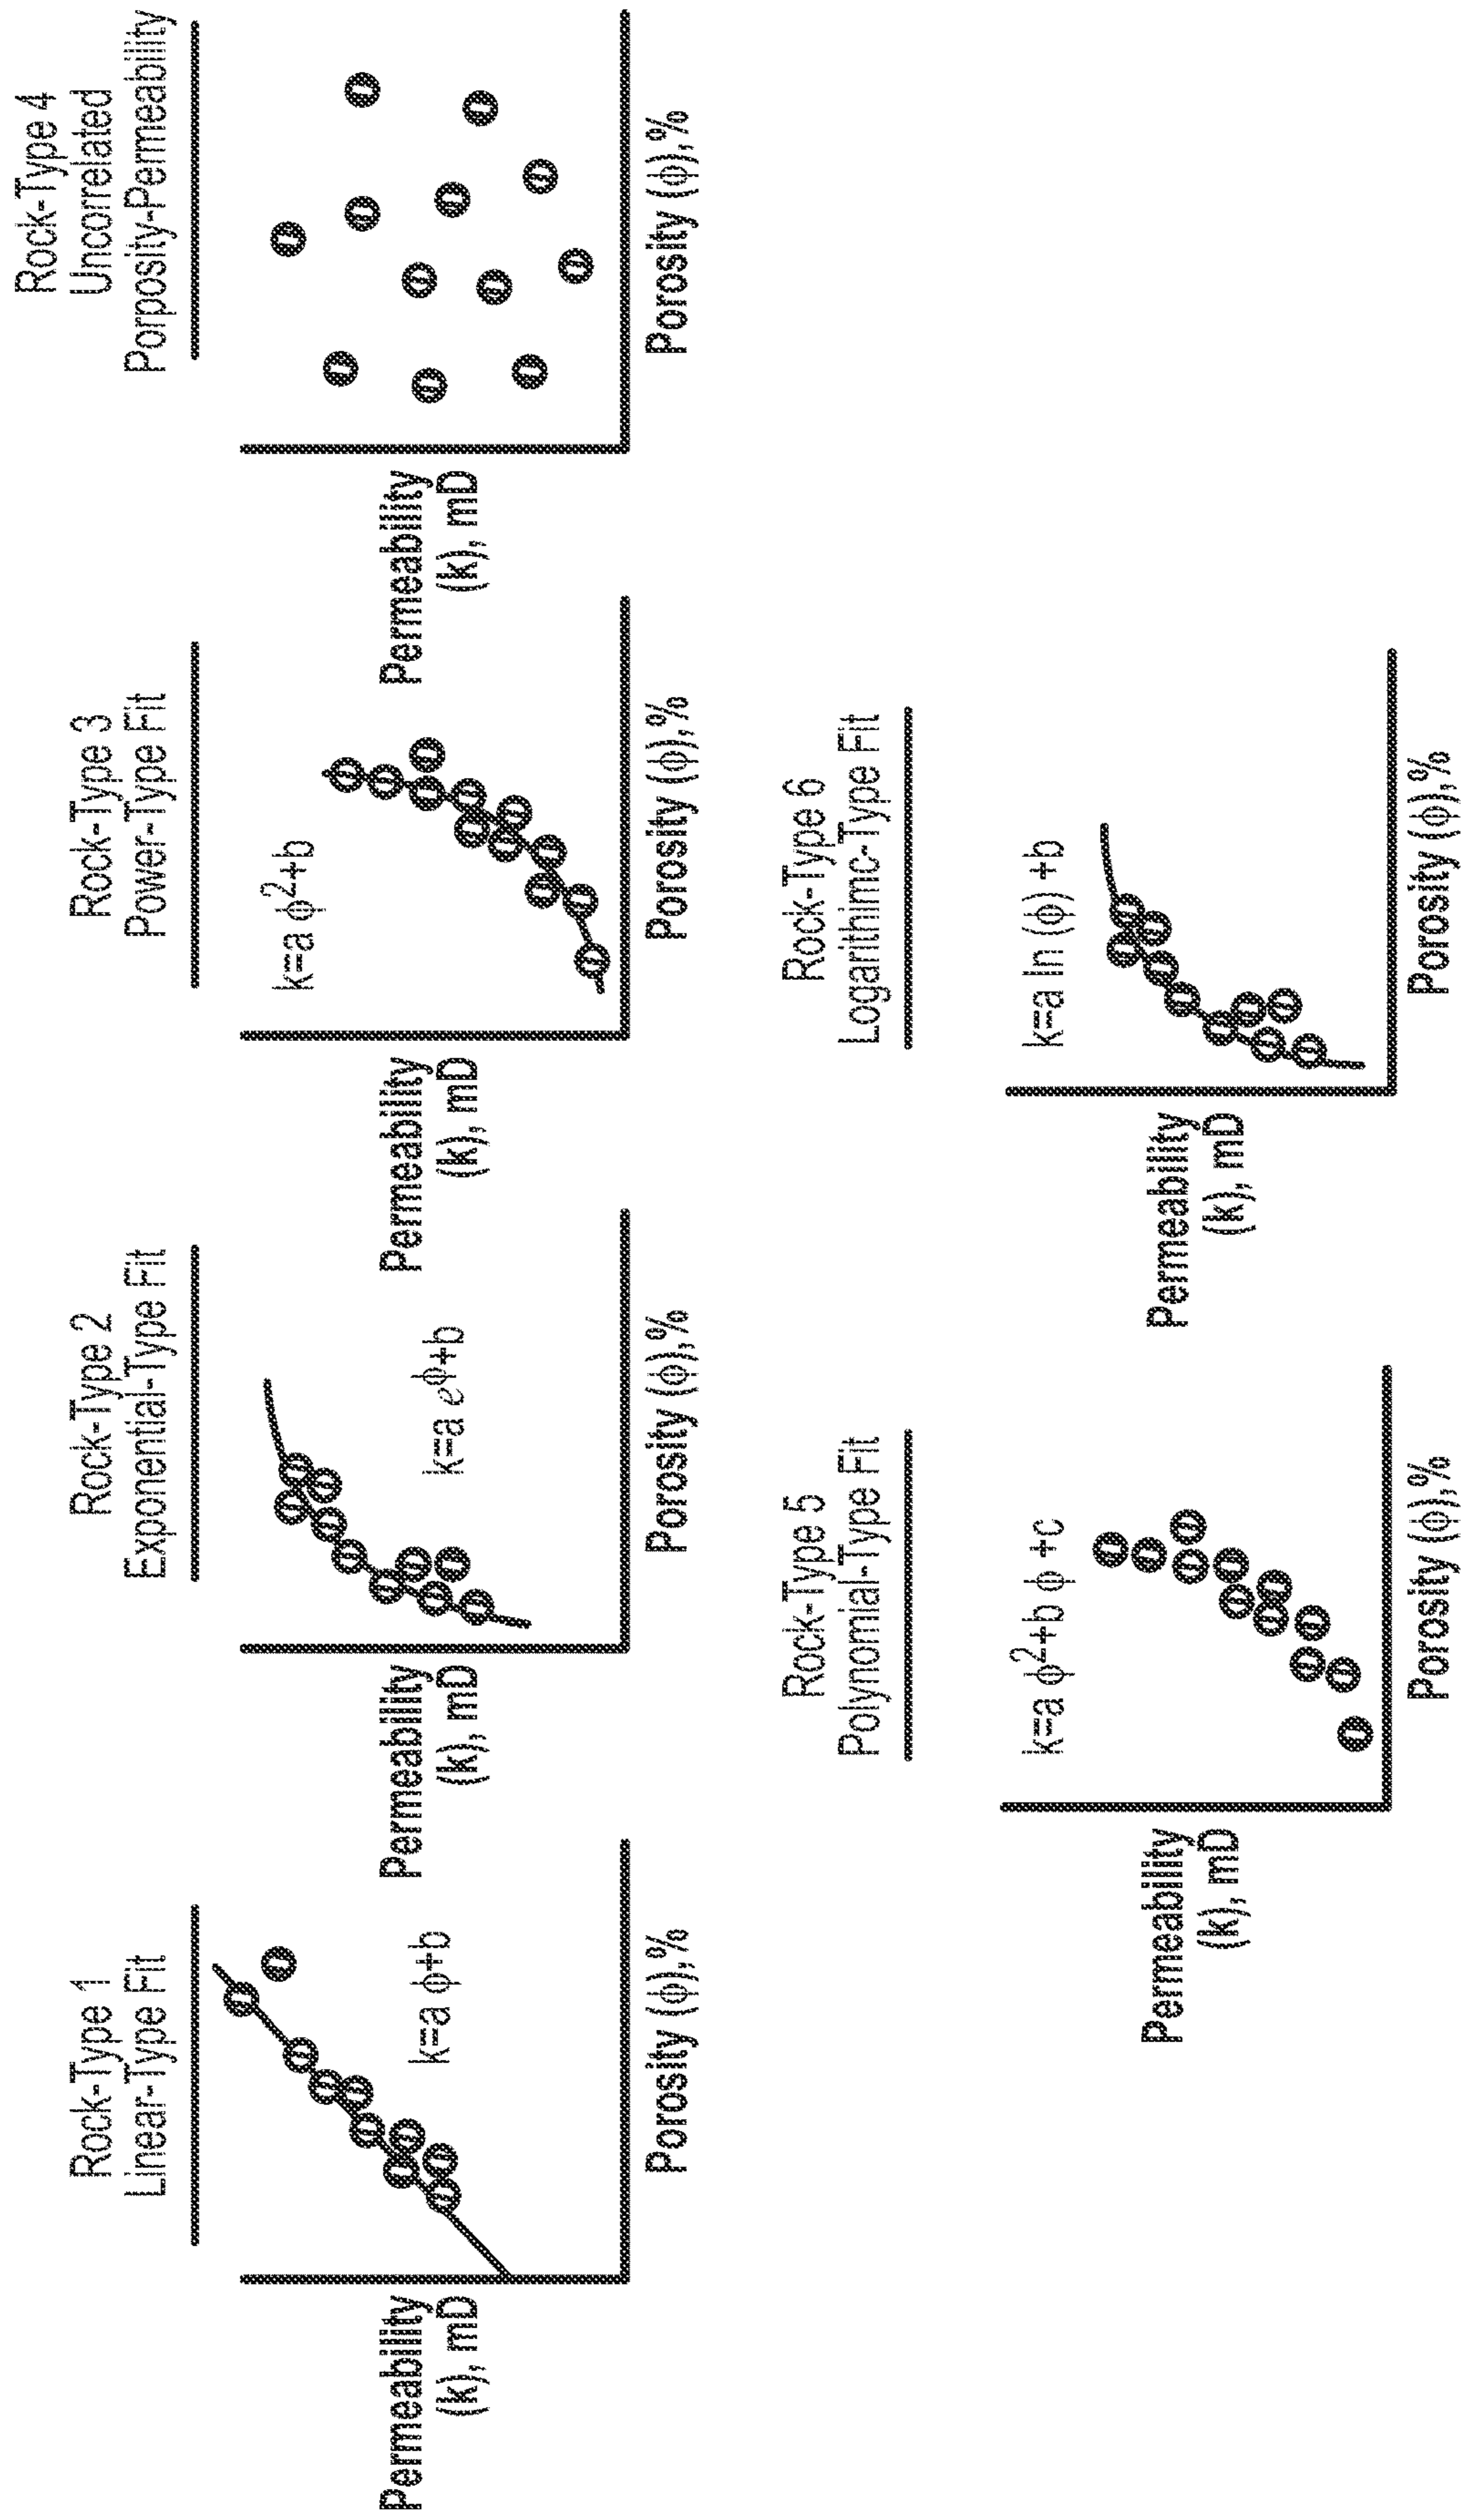 Rock-Type 1
Linear-Type Fit
k=a ϕ+b
Permeability
(k), mD
Porosity (ϕ),%
Rock-Type 2
Exponential-Type Fit
k=a e^ϕ+b
Permeability
(k), mD
Porosity (ϕ),%
Rock-Type 3
Power-Type Fit
k=a ϕ²+b
Permeability
(k), mD
Porosity (ϕ),%
Rock-Type 4
Uncorrelated
Porposity-Permeability
Permeability
(k), mD
Porosity (ϕ),%
Rock-Type 5
Polynomial-Type Fit
k=a ϕ²+b ϕ +c
Permeability
(k), mD
Porosity (ϕ),%
Rock-Type 6
Logarithimc-Type Fit
k=a ln (ϕ) +b
Permeability
(k), mD
Porosity (ϕ),%